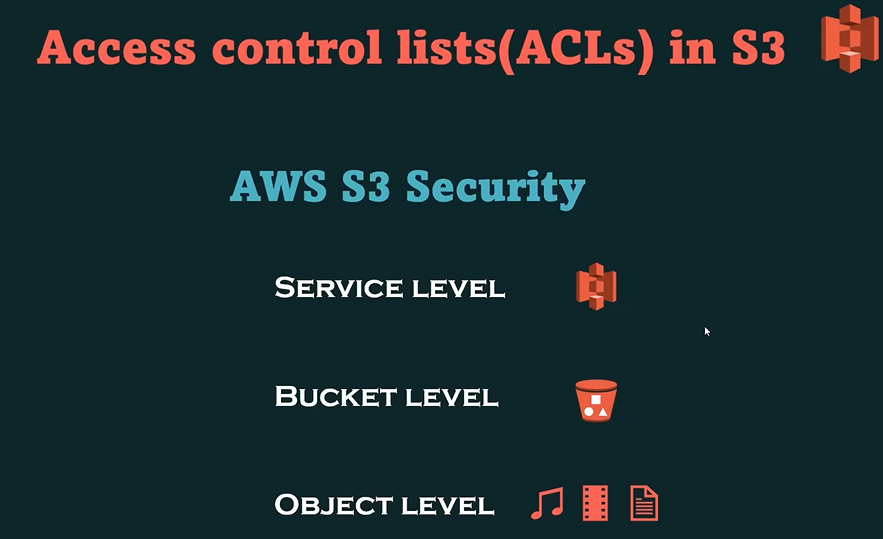 Access control lists(ACLs) in S3
AWS S3 Security
SERVICE LEVEL
BUCKET LEVEL
OBJECT LEVEL